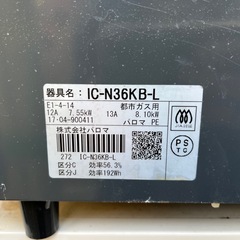 器具名： IC-N36KB-L
E1-4-14 都市ガス用
12A 7.55kW 13A 8.10kW
17·04-900411 パロマ PE
株式会社パロマ
272 IC-N36KB-L
区分C 効率56.3%
区分J 効率192Wh
PS
TG